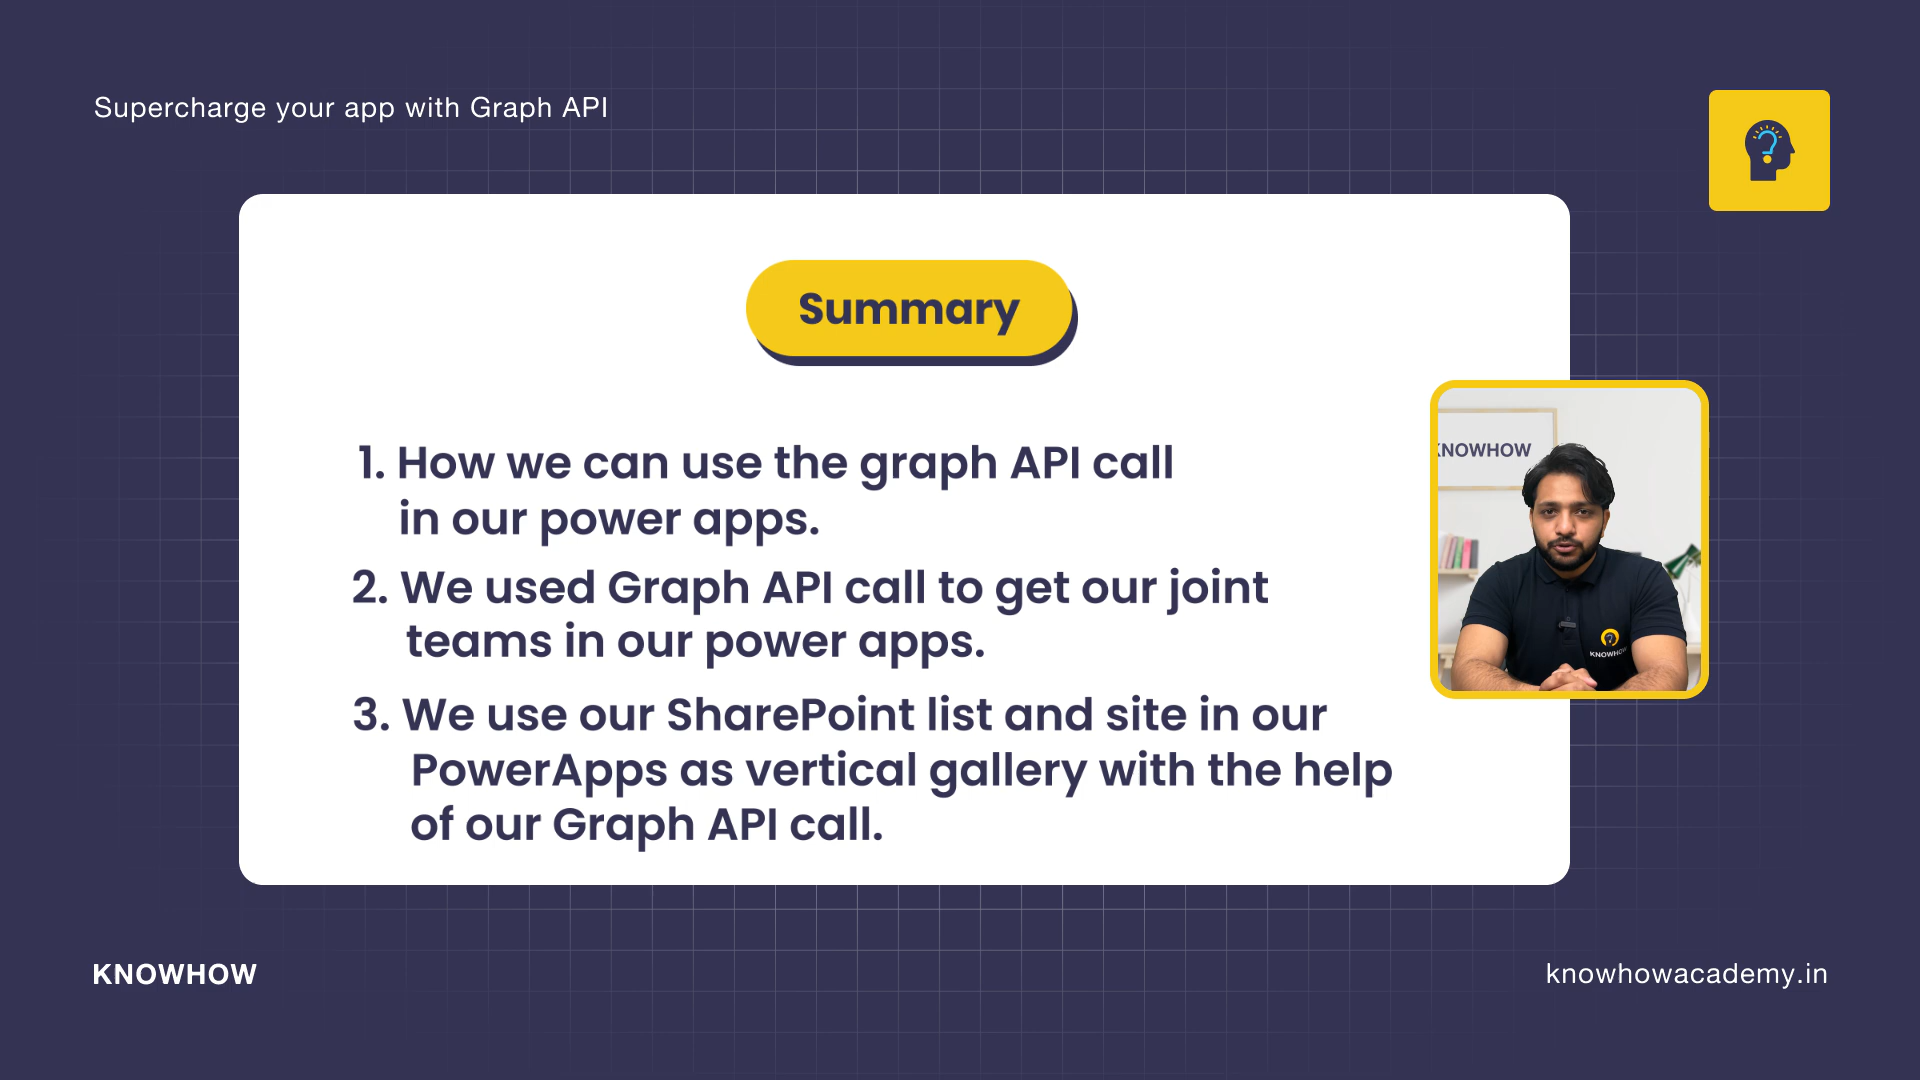 Supercharge your app with Graph API
Summary
1. How we can use the graph API call
in our power apps.
2. We used Graph API call to get our joint
teams in our power apps.
3. We use our SharePoint list and site in our
PowerApps as vertical gallery with the help
of our Graph API call.
KNOWHOW
KNOWHOW
KNOWHOW
knowhowacademy.in